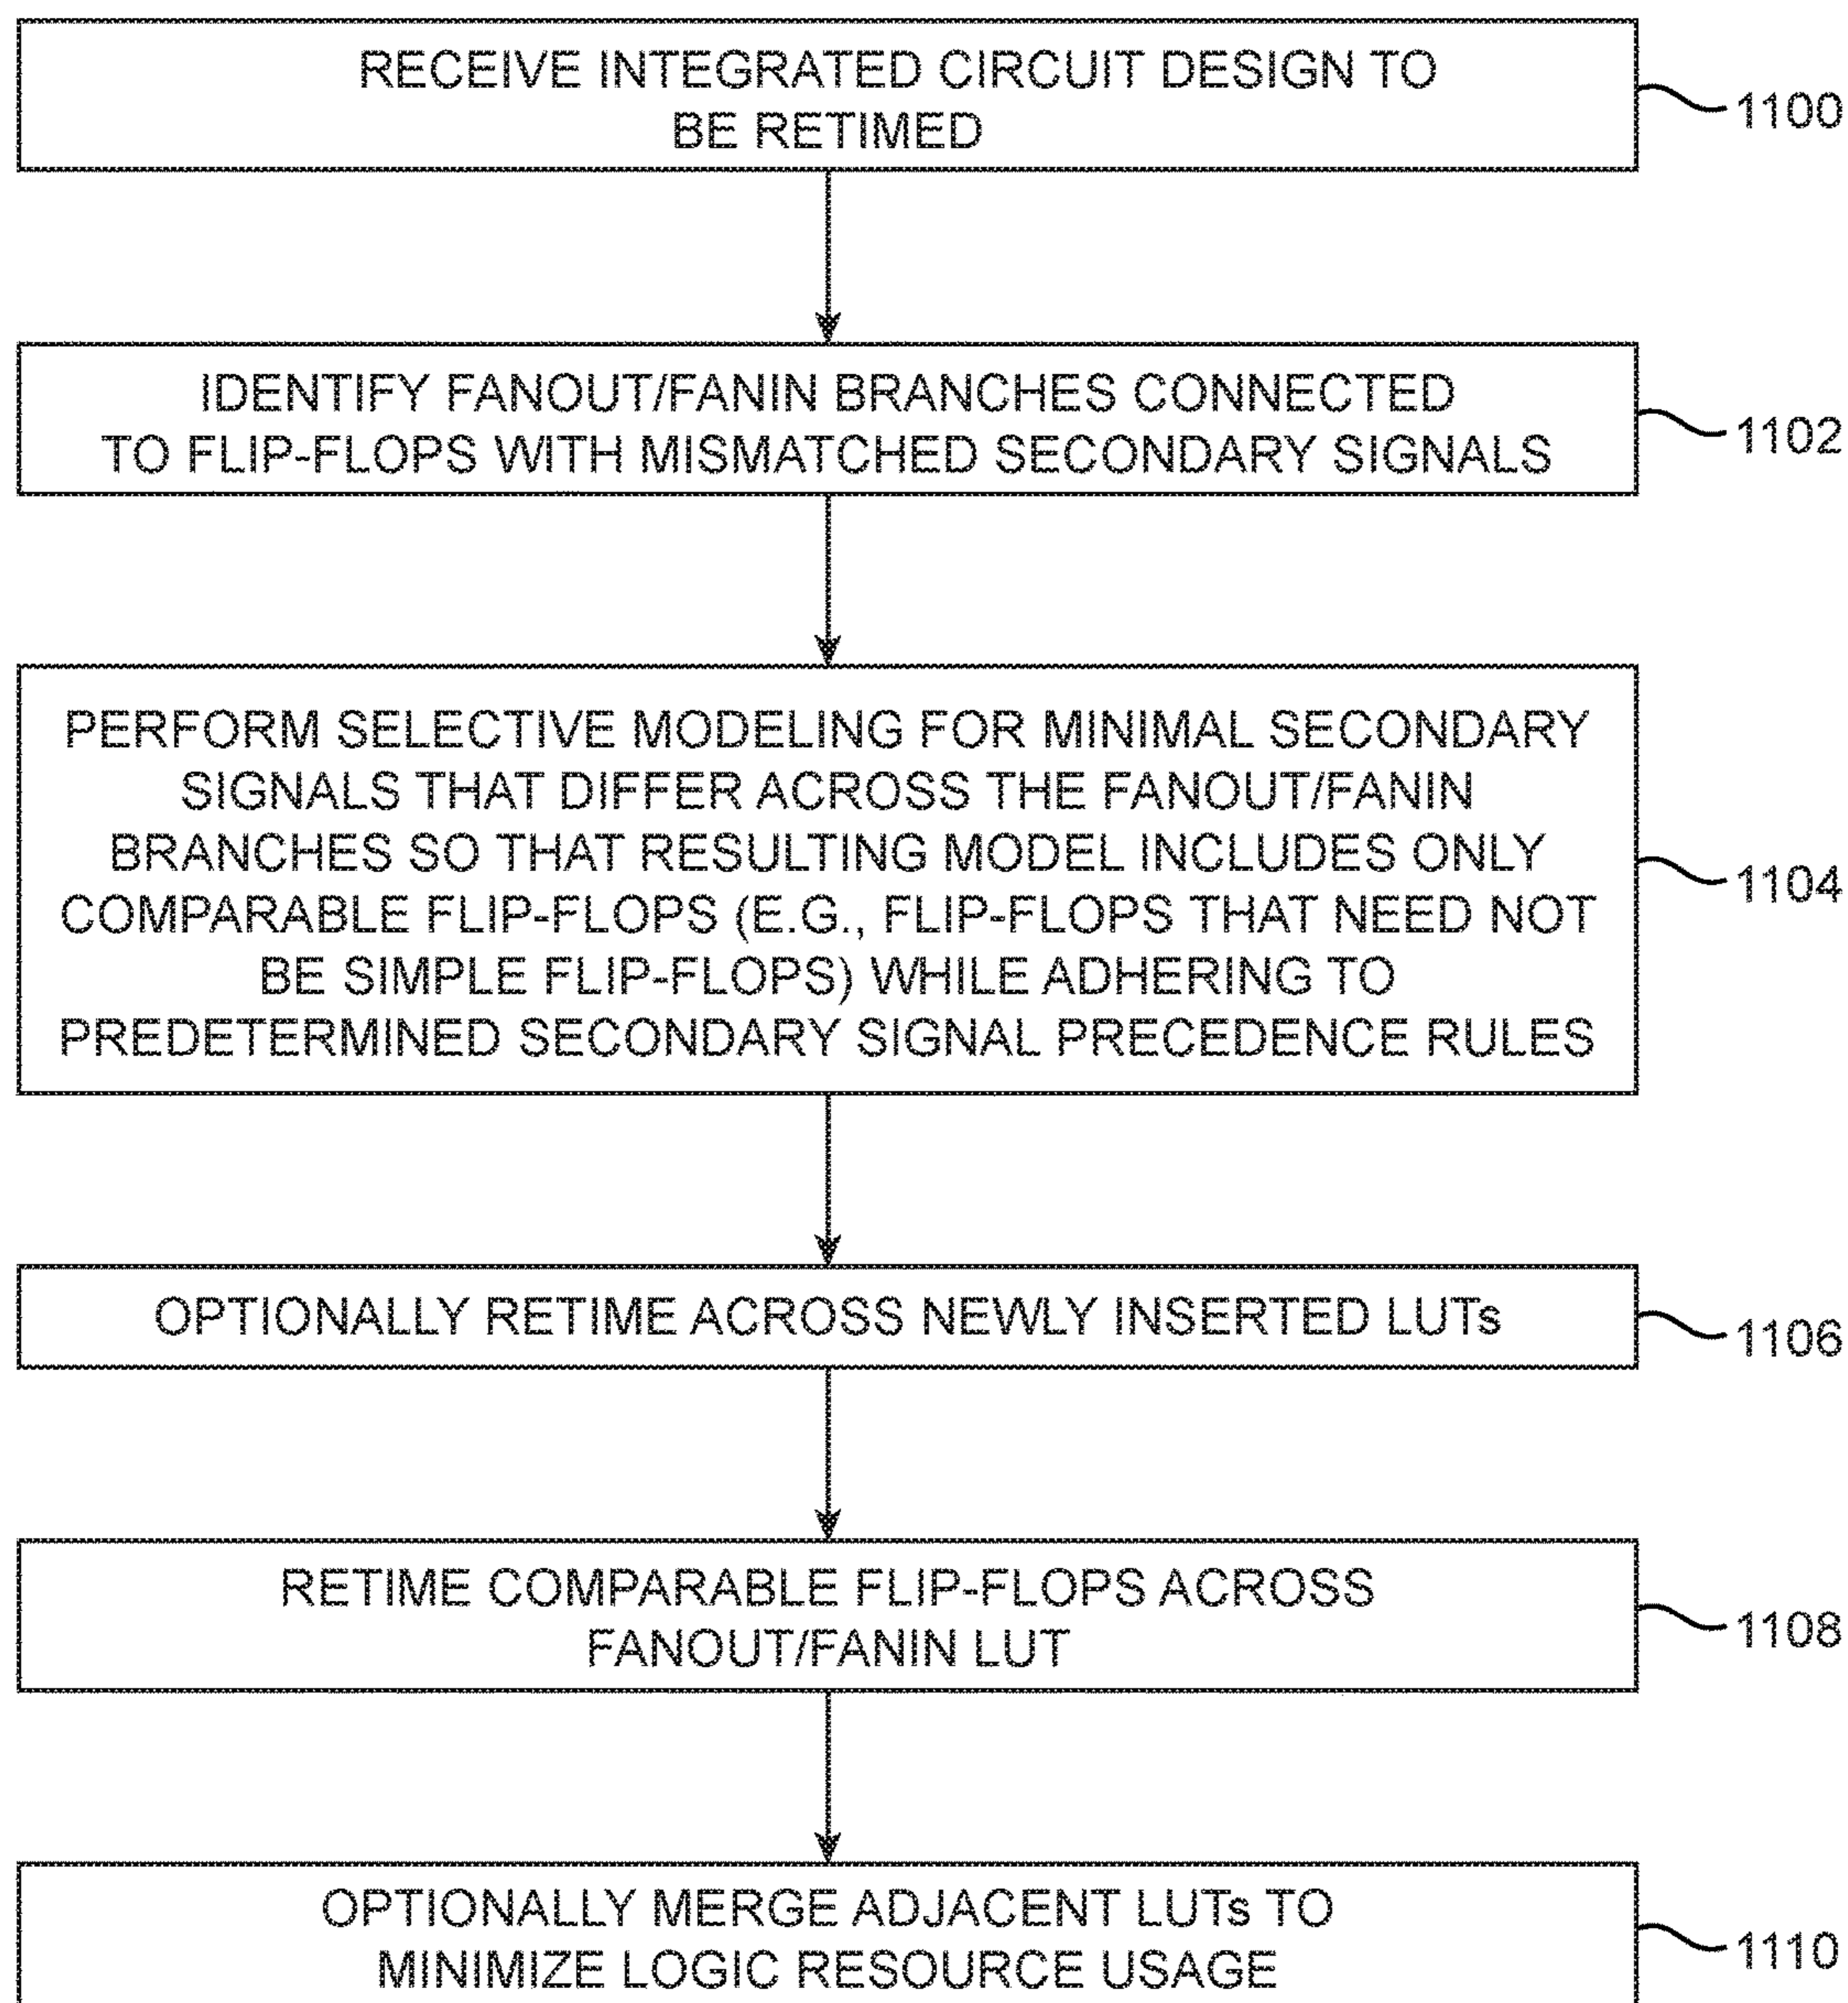 RECEIVE INTEGRATED CIRCUIT DESIGN TO
BE RETIMED
1100
IDENTIFY FANOUT/FANIN BRANCHES CONNECTED
TO FLIP-FLOPS WITH MISMATCHED SECONDARY SIGNALS
1102
PERFORM SELECTIVE MODELING FOR MINIMAL SECONDARY
SIGNALS THAT DIFFER ACROSS THE FANOUT/FANIN
BRANCHES SO THAT RESULTING MODEL INCLUDES ONLY
COMPARABLE FLIP-FLOPS (E.G., FLIP-FLOPS THAT NEED NOT
BE SIMPLE FLIP-FLOPS) WHILE ADHERING TO
PREDETERMINED SECONDARY SIGNAL PRECEDENCE RULES
1104
OPTIONALLY RETIME ACROSS NEWLY INSERTED LUTs
1106
RETIME COMPARABLE FLIP-FLOPS ACROSS
FANOUT/FANIN LUT
1108
OPTIONALLY MERGE ADJACENT LUTs TO
MINIMIZE LOGIC RESOURCE USAGE
1110